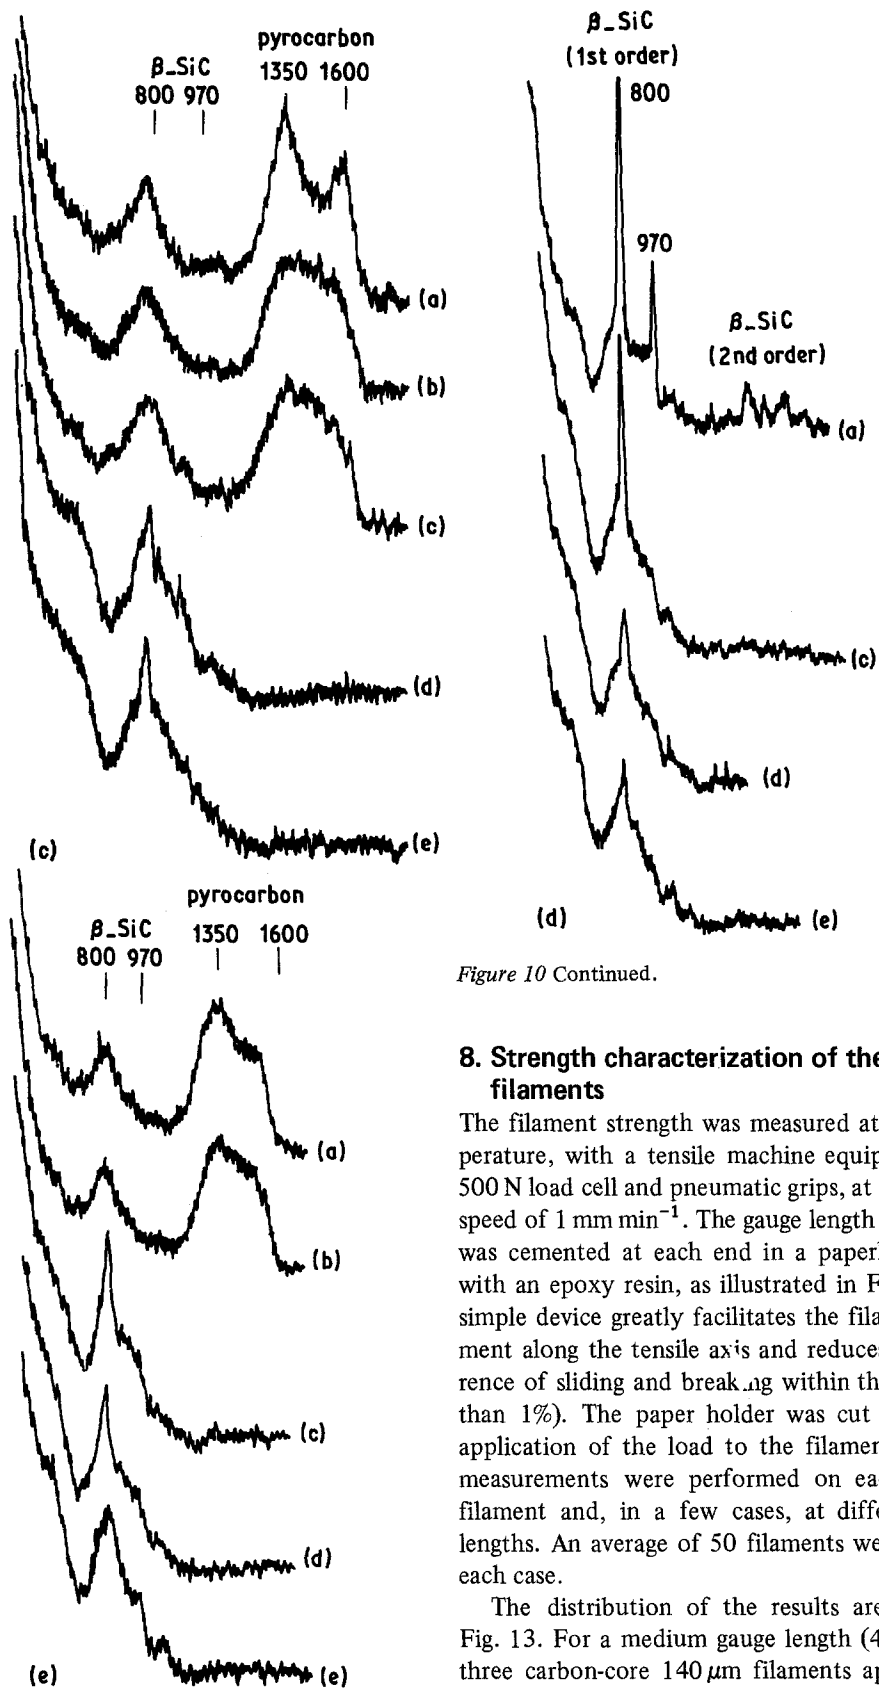 pyrocarbon
β-SiC
1350 1600
800 970
(a)
(b)
(c)
(d)
(e)
(c)
β-SiC
(1st order)
800
970
β-SiC
(2nd order)
(a)
(c)
(d)
(e)
(d)
pyrocarbon
β-SiC
1350 1600
800 970
(a)
(b)
(c)
(d)
(e)
(e)
Figure 10 Continued.
8. Strength characterization of the
filaments
The filament strength was measured at
perature, with a tensile machine equip
500 N load cell and pneumatic grips, at
speed of 1 mm min⁻¹. The gauge length
was cemented at each end in a paper
with an epoxy resin, as illustrated in F
simple device greatly facilitates the fila
ment along the tensile axis and reduce
rence of sliding and breaking within th
than 1%). The paper holder was cut
application of the load to the filamen
measurements were performed on ea
filament and, in a few cases, at diffe
lengths. An average of 50 filaments we
each case.
The distribution of the results are
Fig. 13. For a medium gauge length (4
three carbon-core 140 μm filaments ap